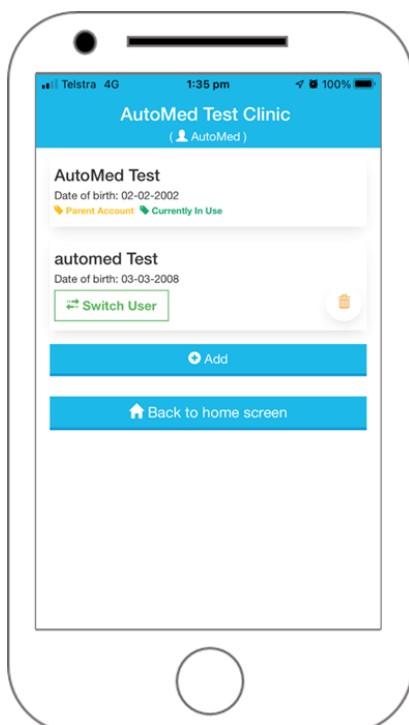 Telstra 4G 1:35 pm 100%
AutoMed Test Clinic
( AutoMed )
AutoMed Test
Date of birth: 02-02-2002
Parent Account Currently In Use
automed Test
Date of birth: 03-03-2008
Switch User
Add
Back to home screen